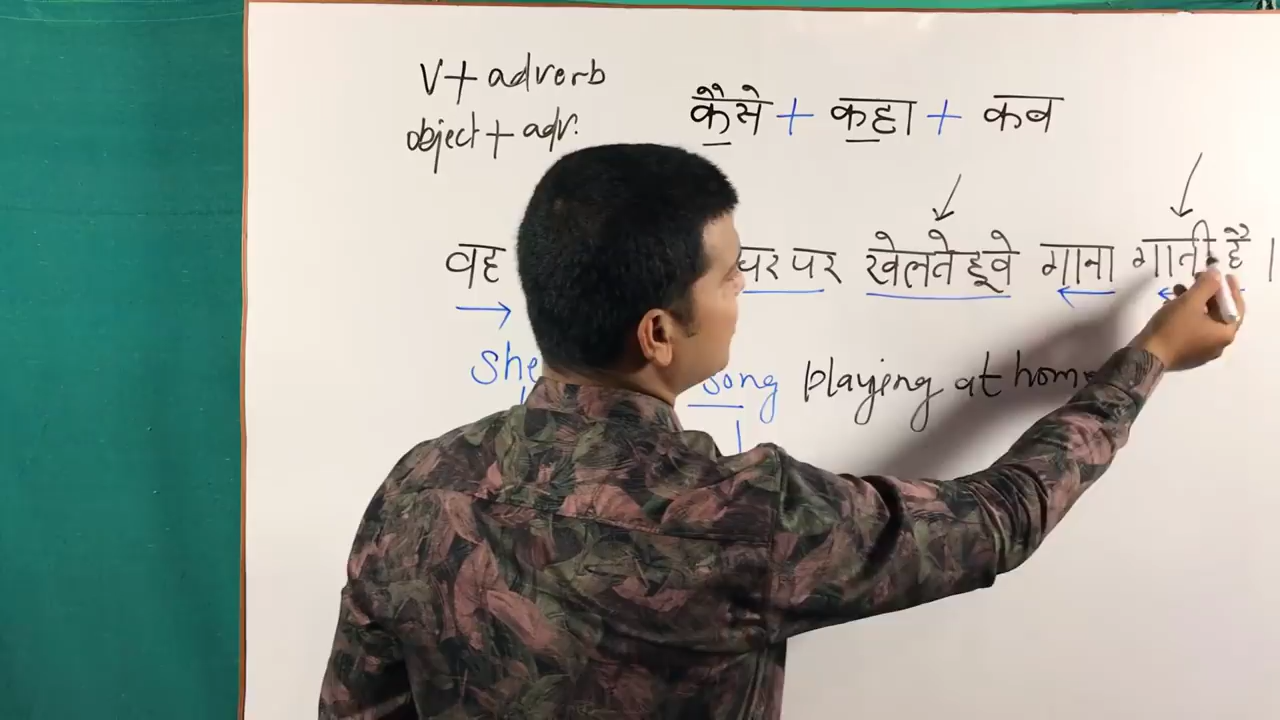 V + adverb
object + adv.
कैसे + कहा + कब
वह घर पर खेलते हूवे गाना गाती है ।
she song playing at home